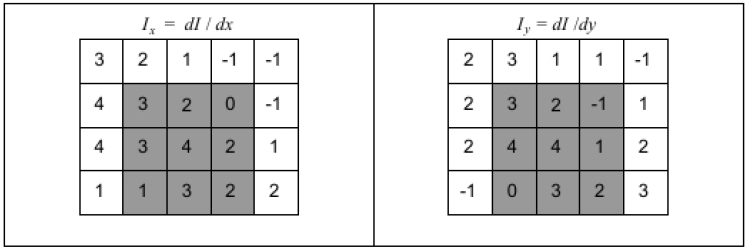 I_x = dI / dx
3 2 1 -1 -1
4 3 2 0 -1
4 3 4 2 1
1 1 3 2 2
I_y = dI /dy
2 3 1 1 -1
2 3 2 -1 1
2 4 4 1 2
-1 0 3 2 3